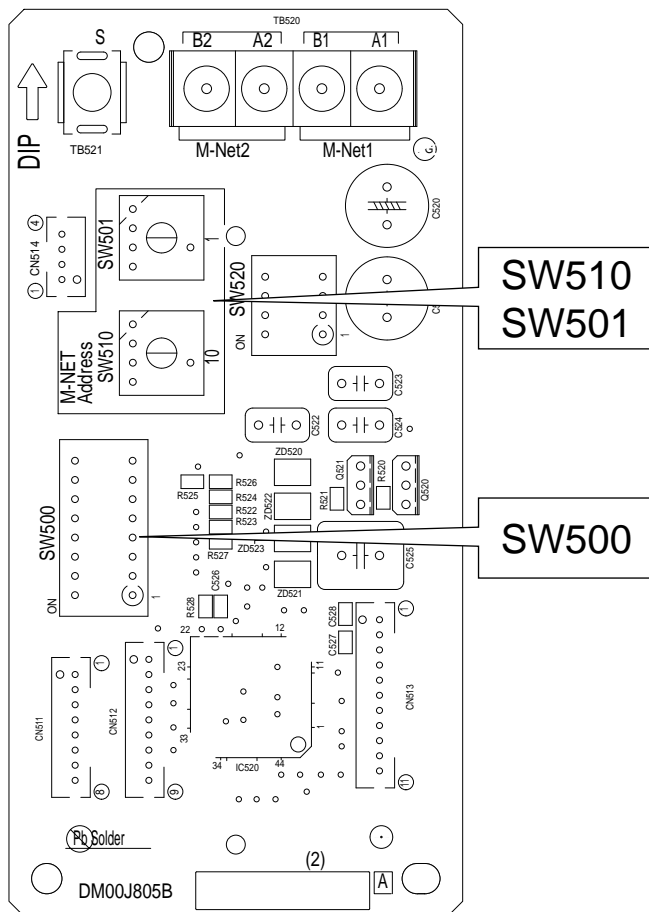 TB520
S
B2
A2
B1
A1
M-Net2
M-Net1
DIP
TB521
G.
C520
④
CN514
①
SW501
1
SW520
ON
1
SW510
SW501
M-NET
Address
SW510
10
C523
C522
C524
ZD520
Q521
R520
Q520
R525
R526
R524
R522
R523
R527
ZD522
R521
ZD523
C525
SW500
SW500
ON
1
C526
R528
ZD521
C528
C527
①
22
12
①
①
23
11
CN511
CN512
CN513
33
1
34
IC520
44
⑧
⑨
⑪
Pb Solder
(2)
DM00J805B
A